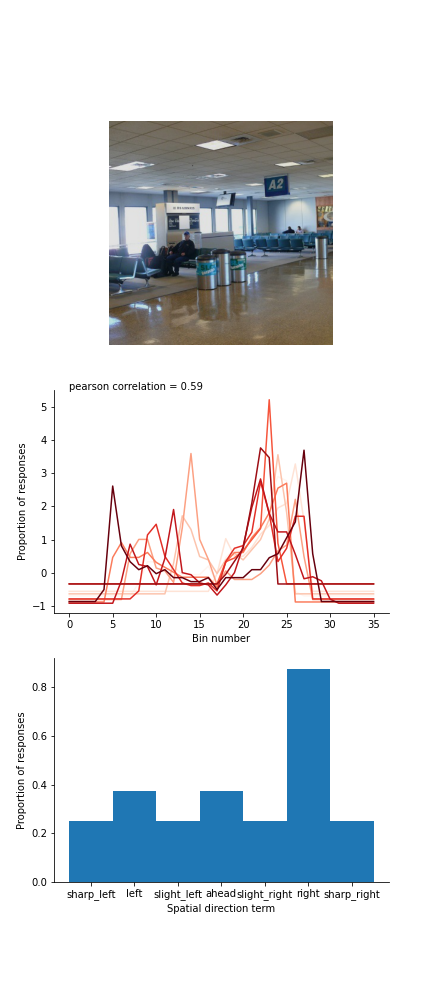 A2
pearson correlation = 0.59
Proportion of responses
5
4
3
2
1
0
−1
0 5 10 15 20 25 30 35
Bin number
Proportion of responses
0.8
0.6
0.4
0.2
0.0
sharp_left left slight_left ahead slight_right right sharp_right
Spatial direction term